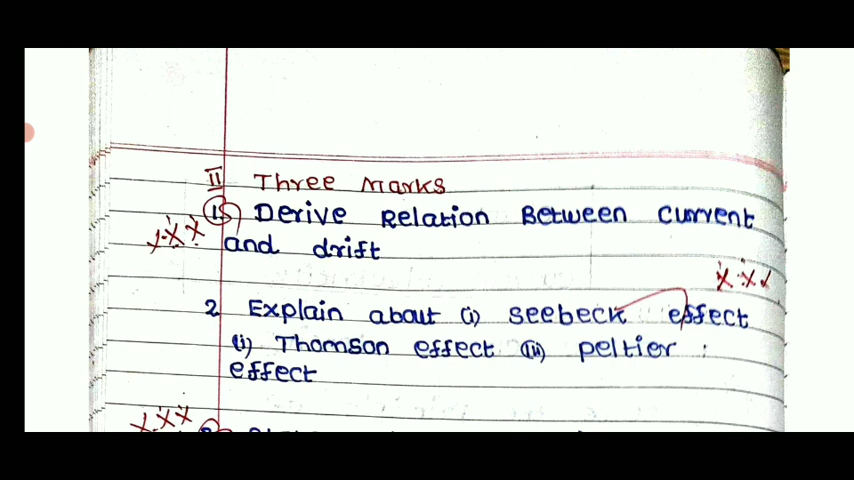 II Three Marks
1) Derive Relation Between current
x.x x
and drift
x.x x
2 Explain about (i) seebeck effect
(ii) Thomson effect (iii) peltier :
effect
x.x x